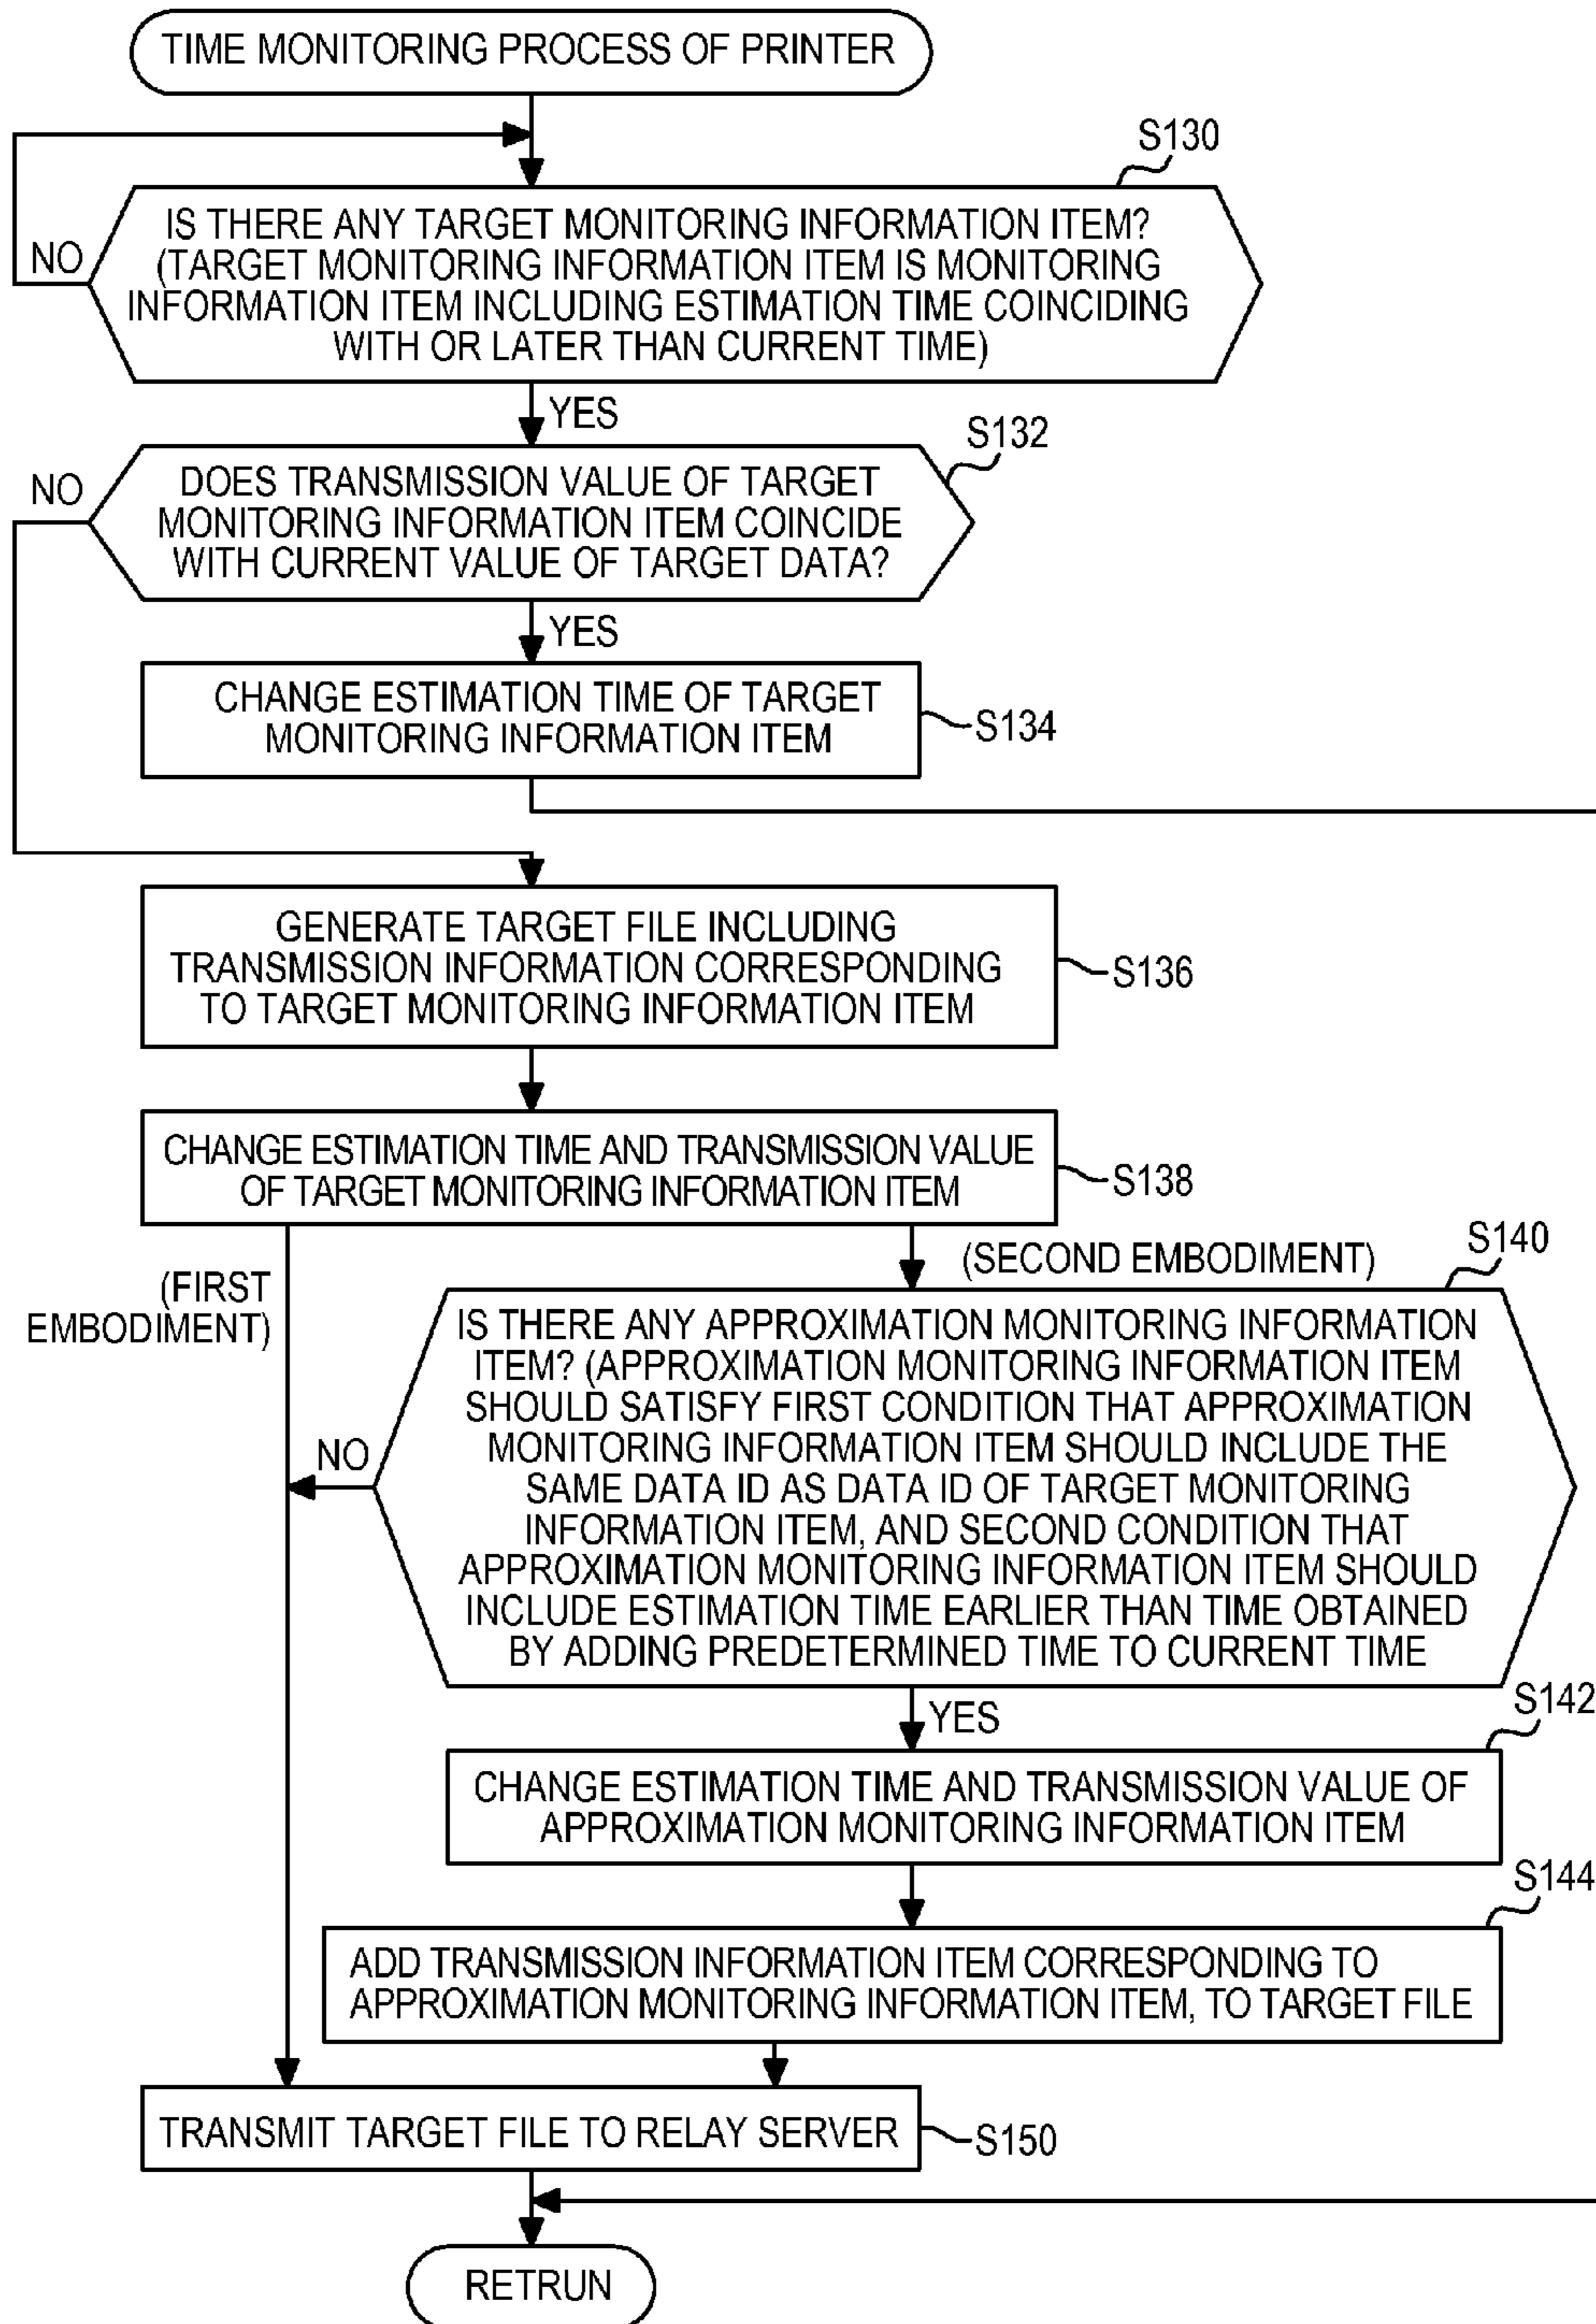 TIME MONITORING PROCESS OF PRINTER
S130
IS THERE ANY TARGET MONITORING INFORMATION ITEM?
(TARGET MONITORING INFORMATION ITEM IS MONITORING
INFORMATION ITEM INCLUDING ESTIMATION TIME COINCIDING
WITH OR LATER THAN CURRENT TIME)
NO
YES
S132
DOES TRANSMISSION VALUE OF TARGET
MONITORING INFORMATION ITEM COINCIDE
WITH CURRENT VALUE OF TARGET DATA?
NO
YES
CHANGE ESTIMATION TIME OF TARGET
MONITORING INFORMATION ITEM
S134
GENERATE TARGET FILE INCLUDING
TRANSMISSION INFORMATION CORRESPONDING
TO TARGET MONITORING INFORMATION ITEM
S136
CHANGE ESTIMATION TIME AND TRANSMISSION VALUE
OF TARGET MONITORING INFORMATION ITEM
S138
(FIRST
EMBODIMENT)
(SECOND EMBODIMENT)
S140
IS THERE ANY APPROXIMATION MONITORING INFORMATION
ITEM? (APPROXIMATION MONITORING INFORMATION ITEM
SHOULD SATISFY FIRST CONDITION THAT APPROXIMATION
MONITORING INFORMATION ITEM SHOULD INCLUDE THE
SAME DATA ID AS DATA ID OF TARGET MONITORING
INFORMATION ITEM, AND SECOND CONDITION THAT
APPROXIMATION MONITORING INFORMATION ITEM SHOULD
INCLUDE ESTIMATION TIME EARLIER THAN TIME OBTAINED
BY ADDING PREDETERMINED TIME TO CURRENT TIME
NO
YES
S142
CHANGE ESTIMATION TIME AND TRANSMISSION VALUE OF
APPROXIMATION MONITORING INFORMATION ITEM
S144
ADD TRANSMISSION INFORMATION ITEM CORRESPONDING TO
APPROXIMATION MONITORING INFORMATION ITEM, TO TARGET FILE
TRANSMIT TARGET FILE TO RELAY SERVER
S150
RETRUN